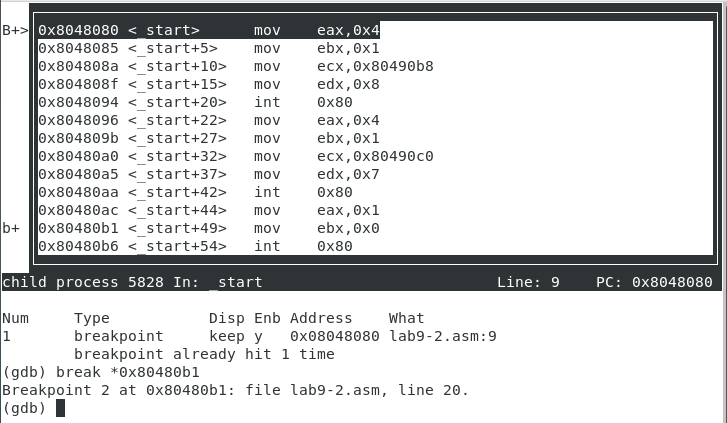 B+> 0x8048080 <_start>      mov    eax,0x4
0x8048085 <_start+5>    mov    ebx,0x1
0x804808a <_start+10>   mov    ecx,0x80490b8
0x804808f <_start+15>   mov    edx,0x8
0x8048094 <_start+20>   int    0x80
0x8048096 <_start+22>   mov    eax,0x4
0x804809b <_start+27>   mov    ebx,0x1
0x80480a0 <_start+32>   mov    ecx,0x80490c0
0x80480a5 <_start+37>   mov    edx,0x7
0x80480aa <_start+42>   int    0x80
0x80480ac <_start+44>   mov    eax,0x1
b+  0x80480b1 <_start+49>   mov    ebx,0x0
0x80480b6 <_start+54>   int    0x80
child process 5828 In: _start                          Line: 9    PC: 0x8048080
Num     Type           Disp Enb Address    What
1       breakpoint     keep y   0x08048080 lab9-2.asm:9
breakpoint already hit 1 time
(gdb) break *0x80480b1
Breakpoint 2 at 0x80480b1: file lab9-2.asm, line 20.
(gdb)